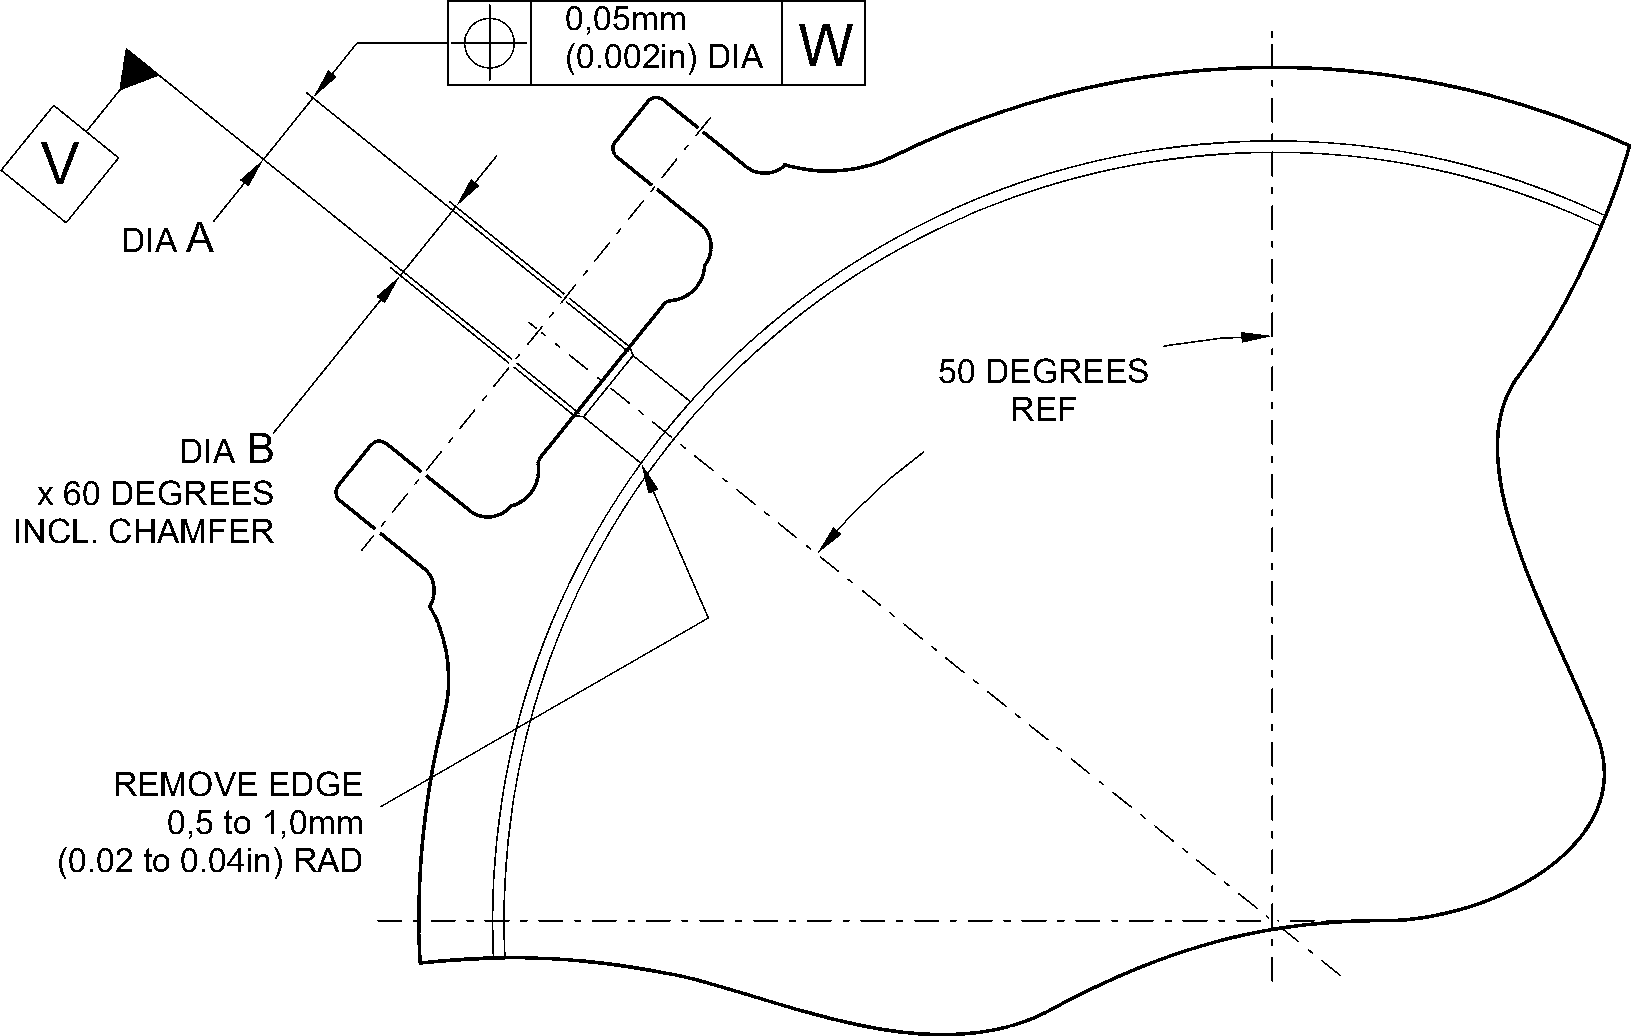 0,05mm
(0.002in) DIA
W
V
DIA A
50 DEGREES
REF
DIA B
x 60 DEGREES
INCL. CHAMFER
REMOVE EDGE
0,5 to 1,0mm
(0.02 to 0.04in) RAD